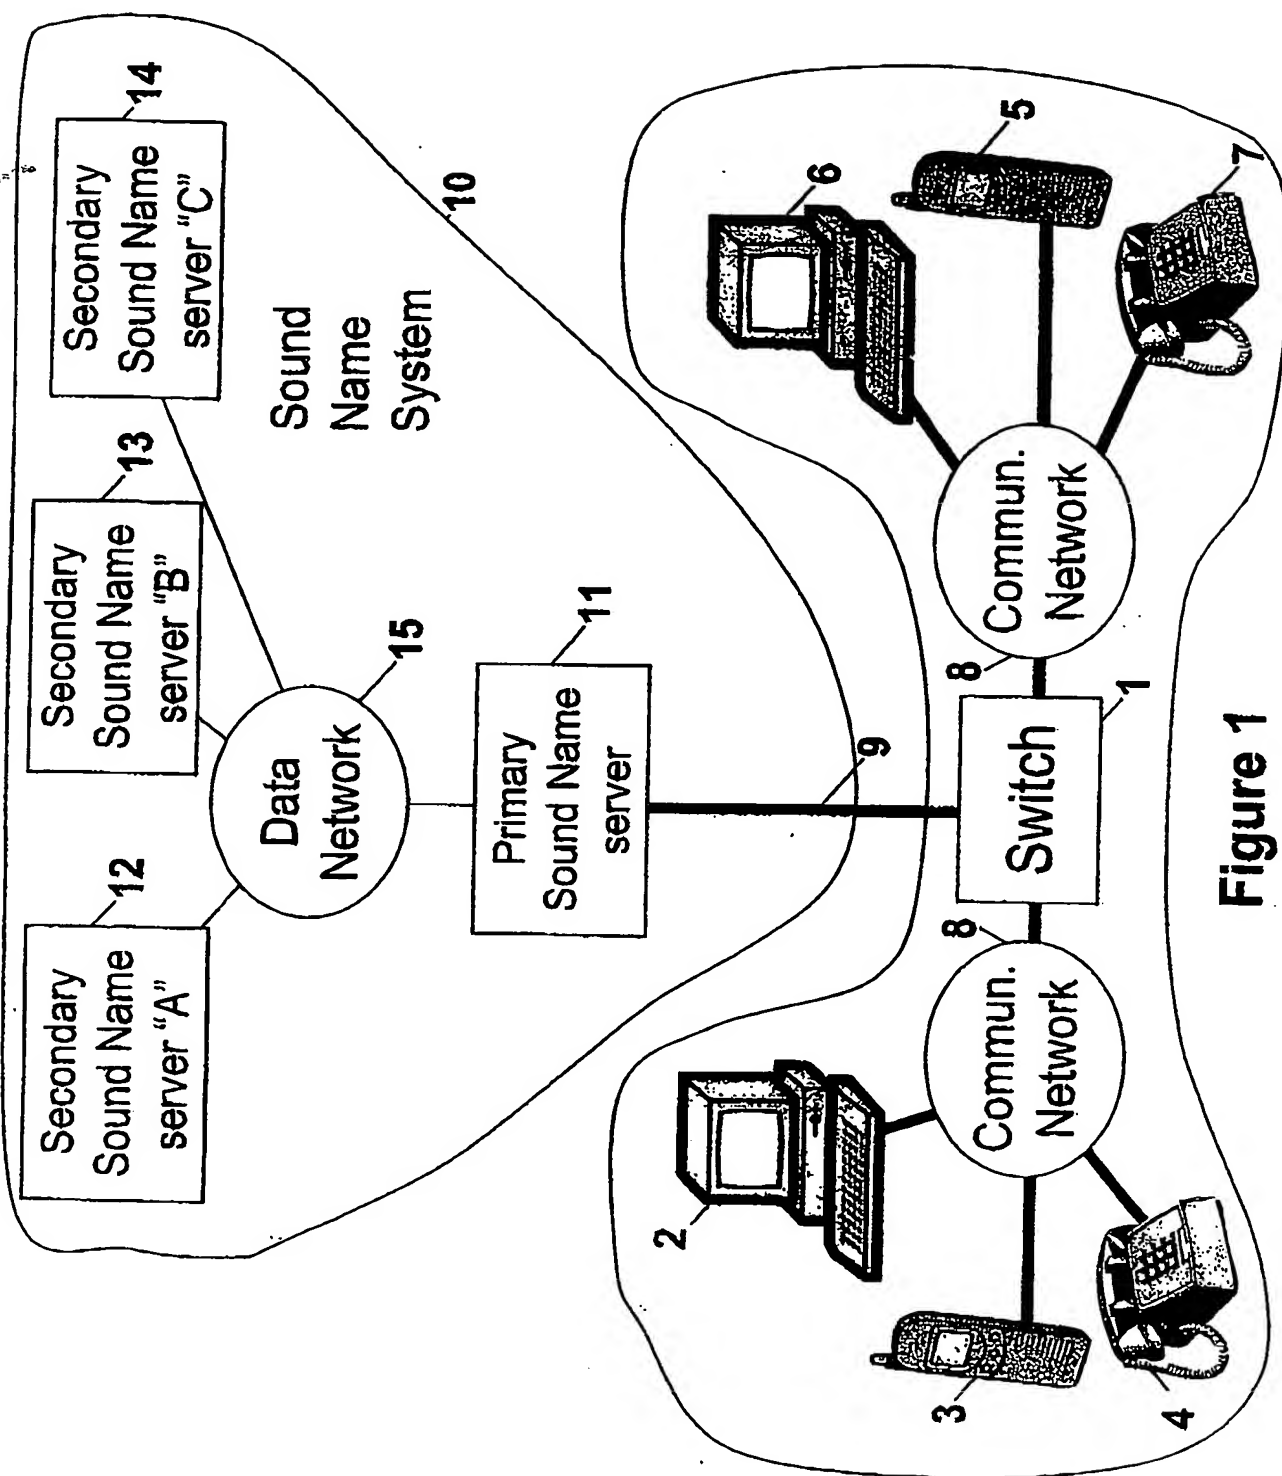 Secondary
Sound Name
server "A"
12
Secondary
Sound Name
server "B"
13
Secondary
Sound Name
server "C"
14
Data
Network
15
Sound
Name
System
10
Primary
Sound Name
server
11
9
2
3
4
Commun.
Network
8
Switch
1
8
Commun.
Network
6
5
7
Figure 1